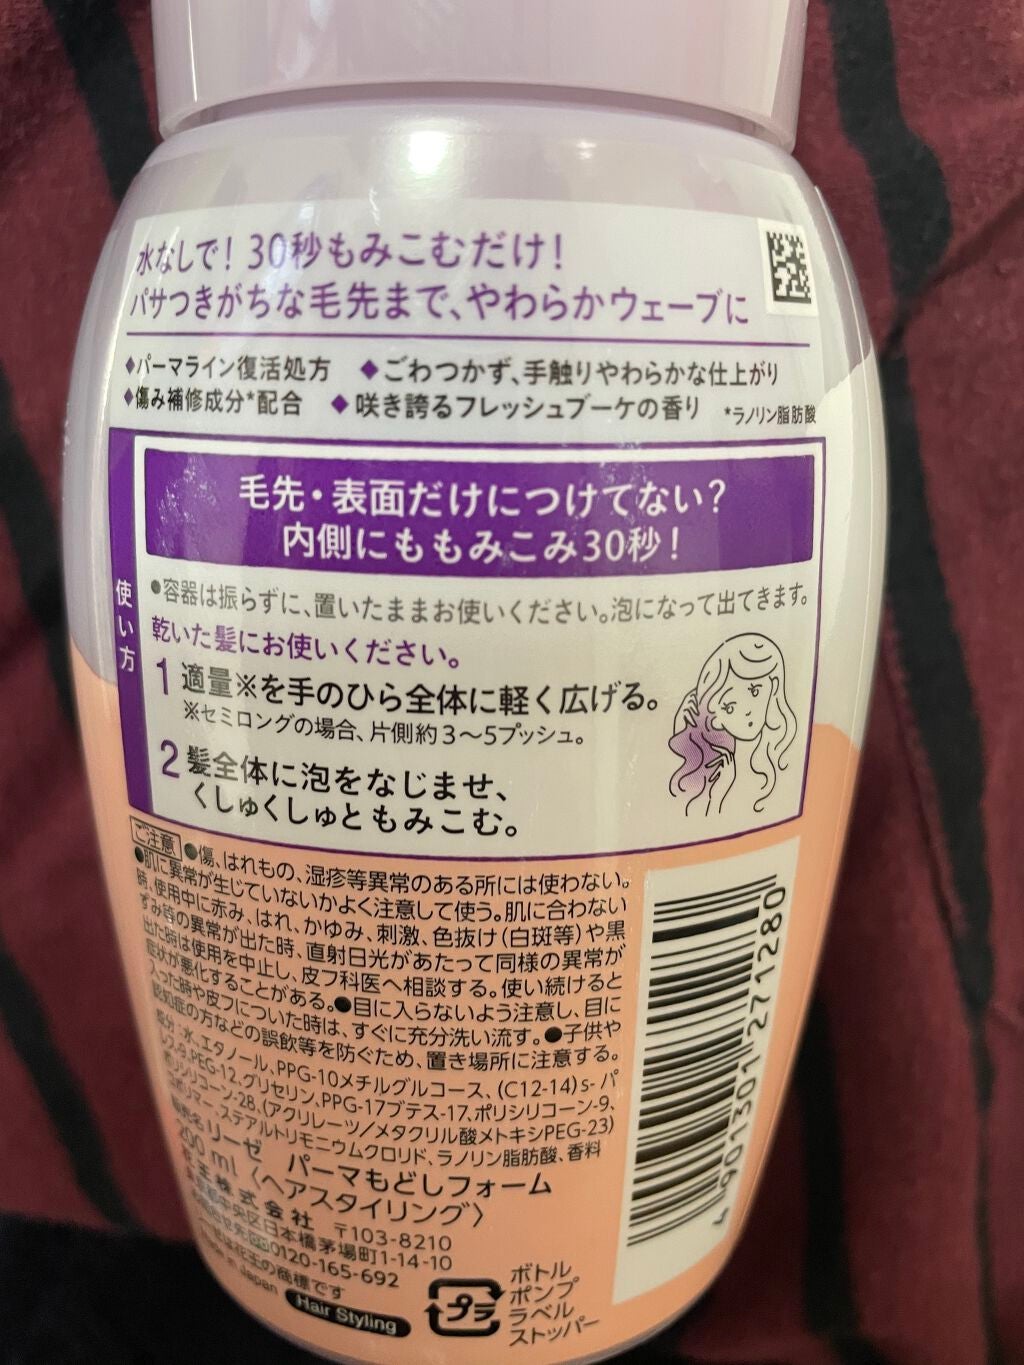 水なしで！30秒もみこむだけ！
パサつきがちな毛先まで、やわらかウェーブに
◆パーマライン復活処方 ◆ごわつかず、手触りやわらかな仕上がり
◆傷み補修成分*配合 ◆咲き誇るフレッシュブーケの香り *ラノリン脂肪酸
毛先・表面だけにつけてない？
内側にももみこみ30秒！
使い方
●容器は振らずに、置いたままお使いください。泡になって出てきます。
乾いた髪にお使いください。
1 適量※を手のひら全体に軽く広げる。
※セミロングの場合、片側約3〜5プッシュ。
2 髪全体に泡をなじませ、
くしゅくしゅともみこむ。
ご注意 ●傷、はれもの、湿疹等異常のある所には使わない。
●肌に異常が生じていないかよく注意して使う。肌に合わない
時、使用中に赤み、はれ、かゆみ、刺激、色抜け(白斑等)や黒
ずみ等の異常が出た時、直射日光があたって同様の異常が
出た時は使用を中止し、皮フ科医へ相談する。使い続けると
症状が悪化することがある。●目に入らないよう注意し、目に
入った時や皮フについた時は、すぐに充分洗い流す。●子供や
認知症の方などの誤飲等を防ぐため、置き場所に注意する。
成分:水、エタノール、PPG-10メチルグルコース、(C12-14)s-パ
レス-9、PEG-12、グリセリン、PPG-17ブテス-17、ポリシリコーン-9、
ポリシリコーン-28、(アクリレーツ/メタクリル酸メトキシPEG-23)
コポリマー、ステアルトリモニウムクロリド、ラノリン脂肪酸、香料
販売名 リーゼ パーマもどしフォーム
200ml〈ヘアスタイリング〉
花王株式会社 〒103-8210
東京都中央区日本橋茅場町1-14-10
0120-165-692
は花王の商標です
in Japan
Hair Styling
プラ
ボトル
ポンプ
ラベル
ストッパー
4 901301 271280